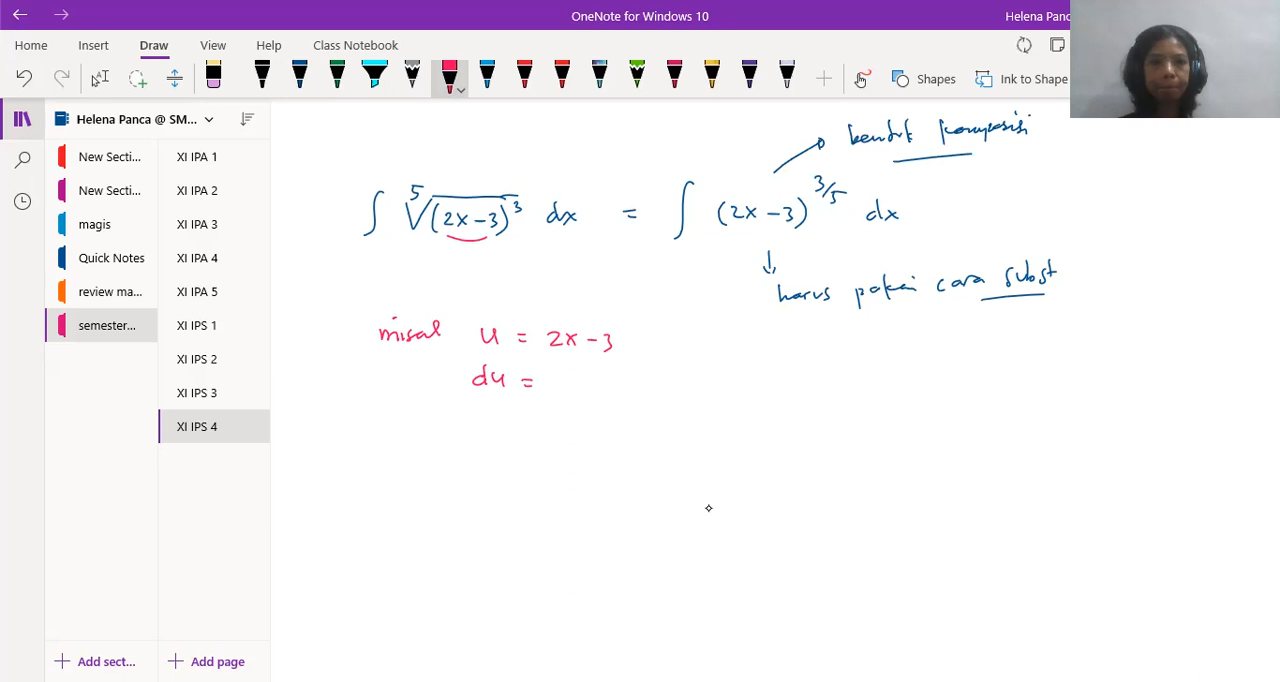 OneNote for Windows 10
Helena Panca
Home Insert Draw View Help Class Notebook
Shapes Ink to Shape
Helena Panca @ SM...
New Secti...
New Secti...
magis
Quick Notes
review ma...
semester...
XI IPA 1
XI IPA 2
XI IPA 3
XI IPA 4
XI IPA 5
XI IPS 1
XI IPS 2
XI IPS 3
XI IPS 4
Add sect...
Add page
bentuk komposisi
∫ ⁵√(2x-3)³ dx = ∫ (2x-3)^3/5 dx
harus pakai cara subst
misal u = 2x-3
du =